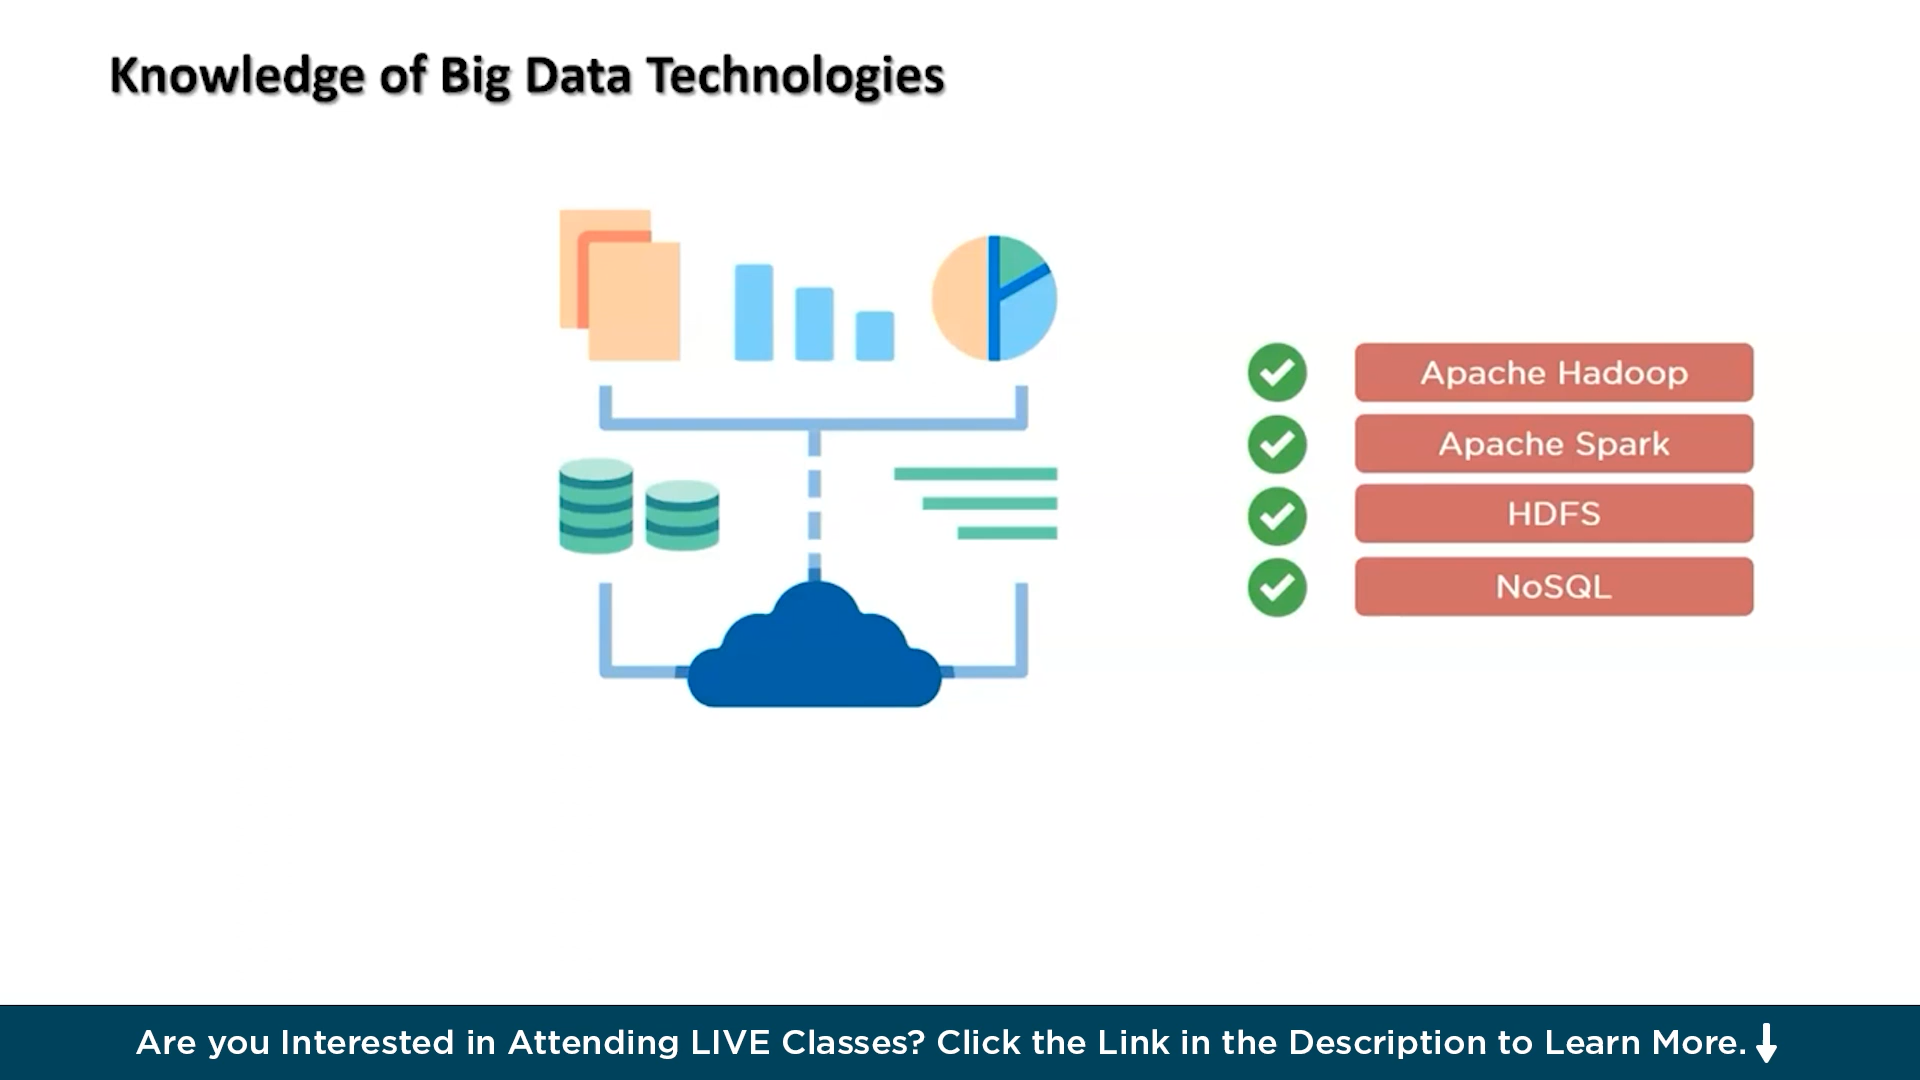 Knowledge of Big Data Technologies
Apache Hadoop
Apache Spark
HDFS
NoSQL
Are you Interested in Attending LIVE Classes? Click the Link in the Description to Learn More.